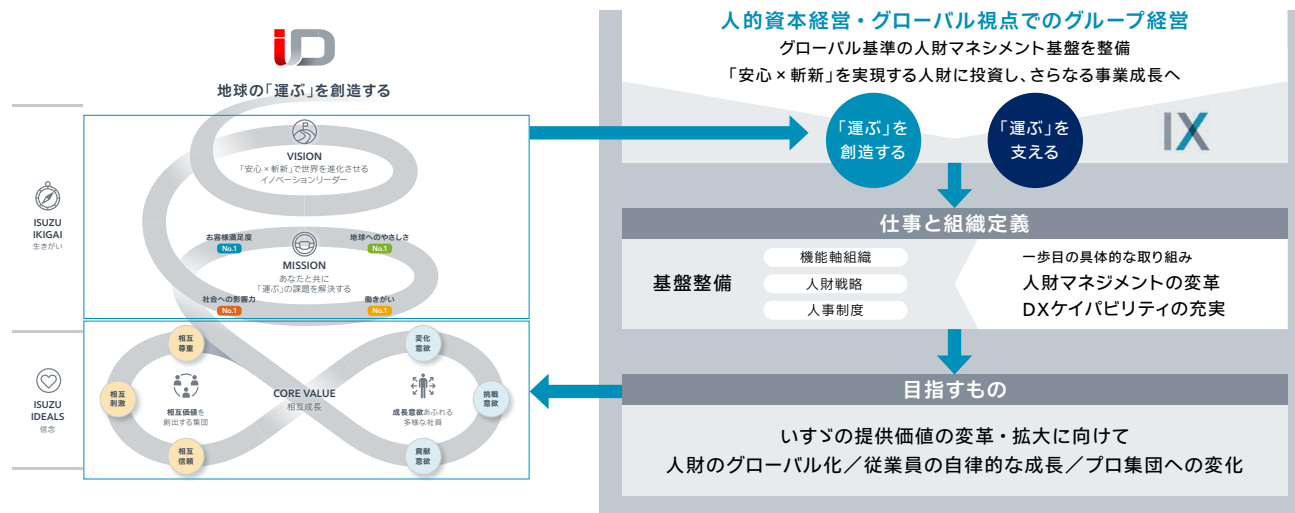 iD
地球の「運ぶ」を創造する
ISUZU
IKIGAI
生きがい
VISION
「安心×斬新」で世界を進化させる
イノベーションリーダー
お客様満足度
No.1
地球へのやさしさ
No.1
MISSION
あなたと共に
「運ぶ」の課題を解決する
社会への影響力
No.1
働きがい
No.1
ISUZU
IDEALS
信念
相互
尊重
相互
刺激
相互
信頼
相互価値を
創出する集団
CORE VALUE
相互成長
変化
意欲
挑戦
意欲
貢献
意欲
成長意欲あふれる
多様な社員
人的資本経営・グローバル視点でのグループ経営
グローバル基準の人財マネジメント基盤を整備
「安心×斬新」を実現する人財に投資し、さらなる事業成長へ
「運ぶ」を
創造する
「運ぶ」を
支える
IX
仕事と組織定義
基盤整備
機能軸組織
人財戦略
人事制度
一歩目の具体的な取り組み
人財マネジメントの変革
DXケイパビリティの充実
目指すもの
いすゞの提供価値の変革・拡大に向けて
人財のグローバル化／従業員の自律的な成長／プロ集団への変化